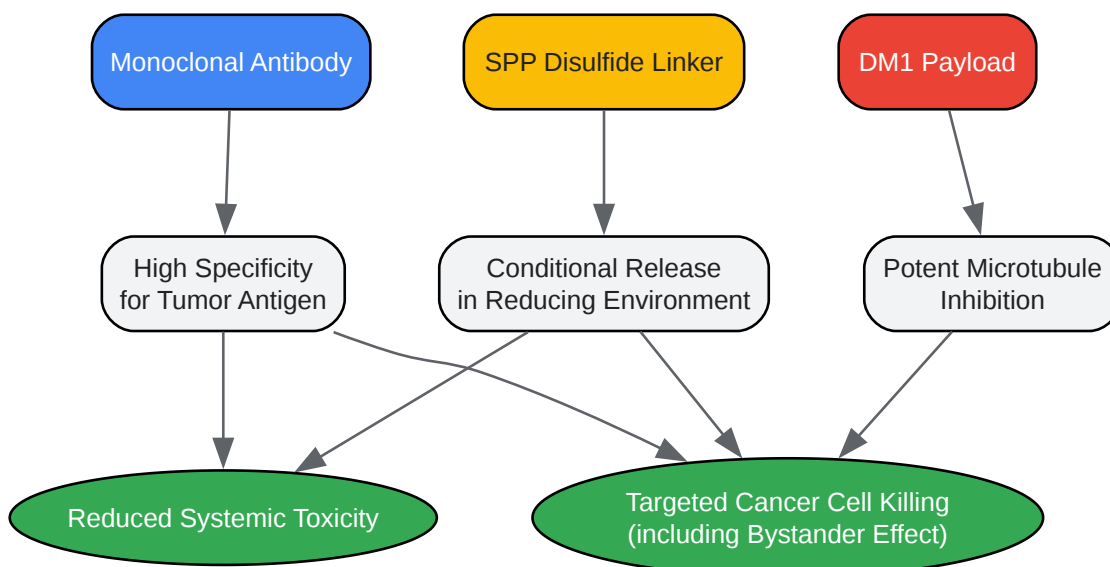 Monoclonal Antibody
SPP Disulfide Linker
DM1 Payload
High Specificity
for Tumor Antigen
Conditional Release
in Reducing Environment
Potent Microtubule
Inhibition
Reduced Systemic Toxicity
Targeted Cancer Cell Killing
(including Bystander Effect)